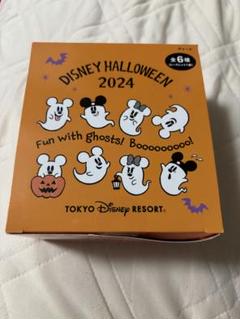 全6種
DISNEY HALLOWEEN
2024
Fun with ghosts! Booooooooo!
TOKYO Disney RESORT®